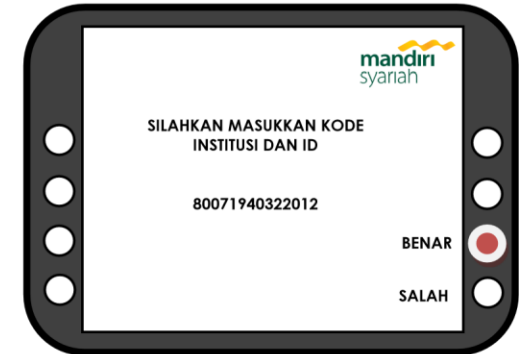 mandiri
syariah
SILAHKAN MASUKKAN KODE
INSTITUSI DAN ID
80071940322012
BENAR
SALAH